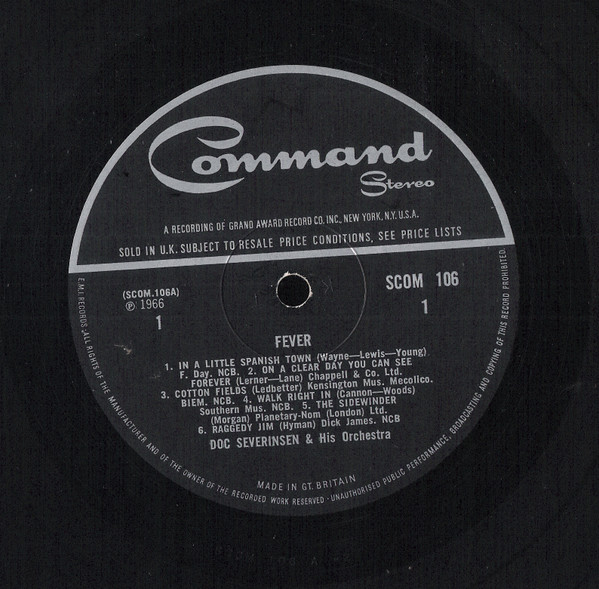 Command
Stereo
A RECORDING OF GRAND AWARD RECORD CO. INC., NEW YORK, N.Y. U.S.A.
SOLD IN U.K. SUBJECT TO RESALE PRICE CONDITIONS, SEE PRICE LISTS
(SCOM.106A)
Ⓟ 1966
1
SCOM 106
1
FEVER
1. IN A LITTLE SPANISH TOWN (Wayne—Lewis—Young)
F. Day. NCB. 2. ON A CLEAR DAY YOU CAN SEE
FOREVER (Lerner—Lane) Chappell & Co. Ltd.
3. COTTON FIELDS (Ledbetter) Kensington Mus. Mecolico.
BIEM. NCB. 4. WALK RIGHT IN (Cannon—Woods)
Southern Mus. NCB. 5. THE SIDEWINDER
(Morgan) Planetary-Nom (London) Ltd.
6. RAGGEDY JIM (Hyman) Dick James. NCB
DOC SEVERINSEN & His Orchestra
MADE IN GT. BRITAIN
E.M.I. RECORDS. ALL RIGHTS OF THE MANUFACTURER AND OF THE OWNER OF THE RECORDED WORK RESERVED - UNAUTHORISED PUBLIC PERFORMANCE, BROADCASTING AND COPYING OF THIS RECORD PROHIBITED.